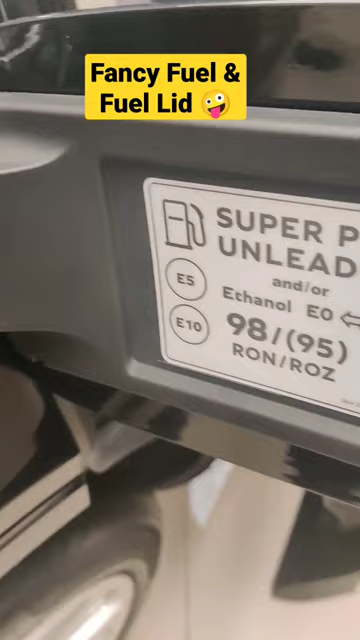 Fancy Fuel &
Fuel Lid 🤪
SUPER P
UNLEAD
and/or
E5
Ethanol E0
E10
98/(95)
RON/ROZ